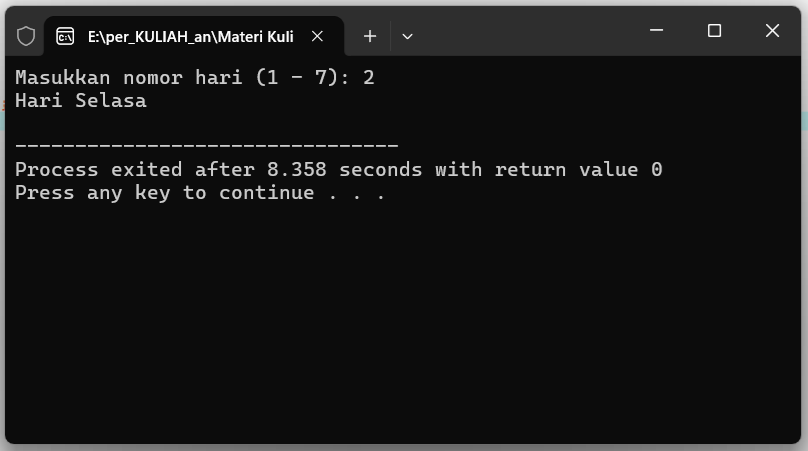 E:\per_KULIAH_an\Materi Kuli
Masukkan nomor hari (1 - 7): 2
Hari Selasa
--------------------------------
Process exited after 8.358 seconds with return value 0
Press any key to continue . . .